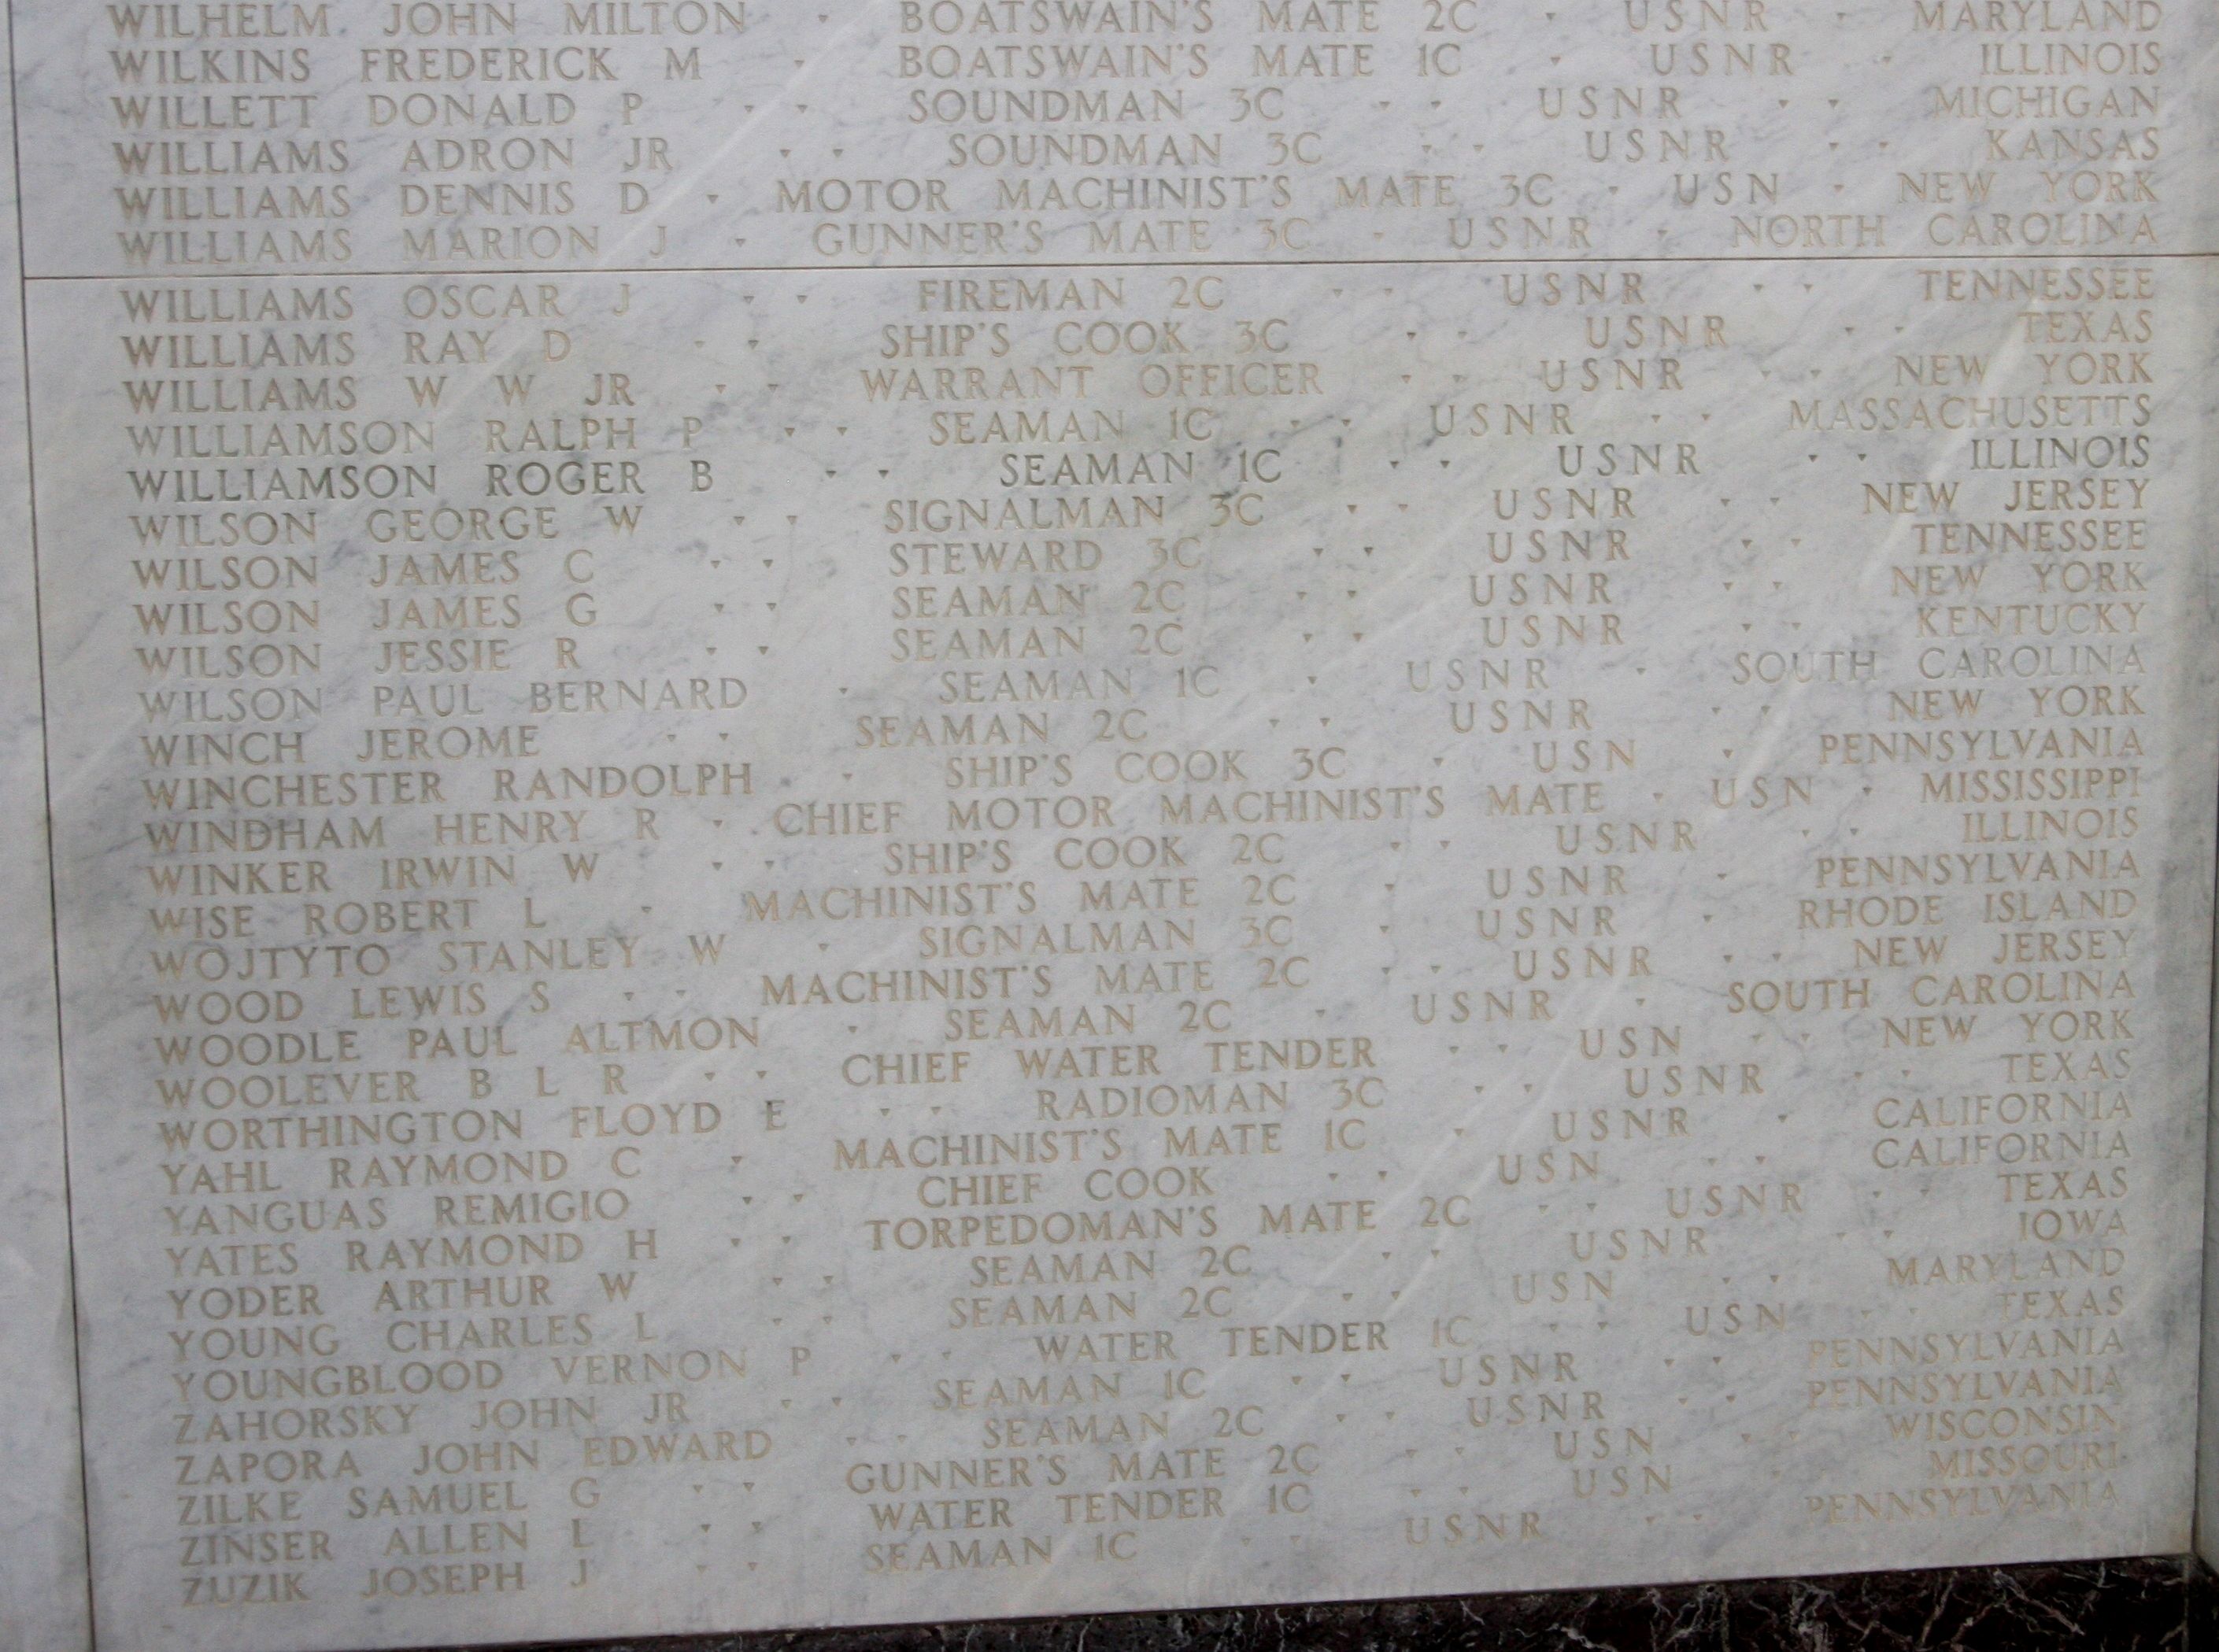 WILHELM JOHN MILTON · BOATSWAIN'S MATE 2C · USNR · MARYLAND
WILKINS FREDERICK M · BOATSWAIN'S MATE 1C · USNR · ILLINOIS
WILLETT DONALD P · · SOUNDMAN 3C · · USNR · · MICHIGAN
WILLIAMS ADRON JR · · SOUNDMAN 3C · · USNR · · KANSAS
WILLIAMS DENNIS D · MOTOR MACHINIST'S MATE 3C · USN · NEW YORK
WILLIAMS MARION J · GUNNER'S MATE 3C · USNR · NORTH CAROLINA
WILLIAMS OSCAR J · · FIREMAN 2C · · USNR · · TENNESSEE
WILLIAMS RAY D · · SHIP'S COOK 3C · · USNR · · TEXAS
WILLIAMS W W JR · · WARRANT OFFICER · · USNR · · NEW YORK
WILLIAMSON RALPH P · · SEAMAN 1C · · USNR · · MASSACHUSETTS
WILLIAMSON ROGER B · · SEAMAN 1C · · USNR · · ILLINOIS
WILSON GEORGE W · · SIGNALMAN 3C · · USNR · · NEW JERSEY
WILSON JAMES C · · STEWARD 3C · · USNR · · TENNESSEE
WILSON JAMES G · · SEAMAN 2C · · USNR · · NEW YORK
WILSON JESSIE R · · SEAMAN 2C · · USNR · · KENTUCKY
WILSON PAUL BERNARD · SEAMAN 1C · USNR · SOUTH CAROLINA
WINCH JEROME · · SEAMAN 2C · · USNR · · NEW YORK
WINCHESTER RANDOLPH · SHIP'S COOK 3C · USN · PENNSYLVANIA
WINDHAM HENRY R · CHIEF MOTOR MACHINIST'S MATE · USN · MISSISSIPPI
WINKER IRWIN W · · SHIP'S COOK 2C · · USNR · · ILLINOIS
WISE ROBERT L · MACHINIST'S MATE 2C · USNR · PENNSYLVANIA
WOJTYTO STANLEY W · SIGNALMAN 3C · USNR · RHODE ISLAND
WOOD LEWIS S · · MACHINIST'S MATE 2C · · USNR · · NEW JERSEY
WOODLE PAUL ALTMON · SEAMAN 2C · USNR · SOUTH CAROLINA
WOOLEVER B L R · · CHIEF WATER TENDER · · USN · · NEW YORK
WORTHINGTON FLOYD E · · RADIOMAN 3C · · USNR · · TEXAS
YAHL RAYMOND C · MACHINIST'S MATE 1C · USNR · CALIFORNIA
YANGUAS REMIGIO · · CHIEF COOK · · USN · · CALIFORNIA
YATES RAYMOND H · · TORPEDOMAN'S MATE 2C · · USNR · · TEXAS
YODER ARTHUR W · · SEAMAN 2C · · USNR · · IOWA
YOUNG CHARLES L · · SEAMAN 2C · · USN · · MARYLAND
YOUNGBLOOD VERNON P · · WATER TENDER 1C · · USN · · TEXAS
ZAHORSKY JOHN JR · · SEAMAN 1C · · USNR · · PENNSYLVANIA
ZAPORA JOHN EDWARD · · SEAMAN 2C · · USNR · · PENNSYLVANIA
ZILKE SAMUEL G · · GUNNER'S MATE 2C · · USN · · WISCONSIN
ZINSER ALLEN L · · WATER TENDER 1C · · USN · · MISSOURI
ZUZIK JOSEPH J · · SEAMAN 1C · · USNR · · PENNSYLVANIA